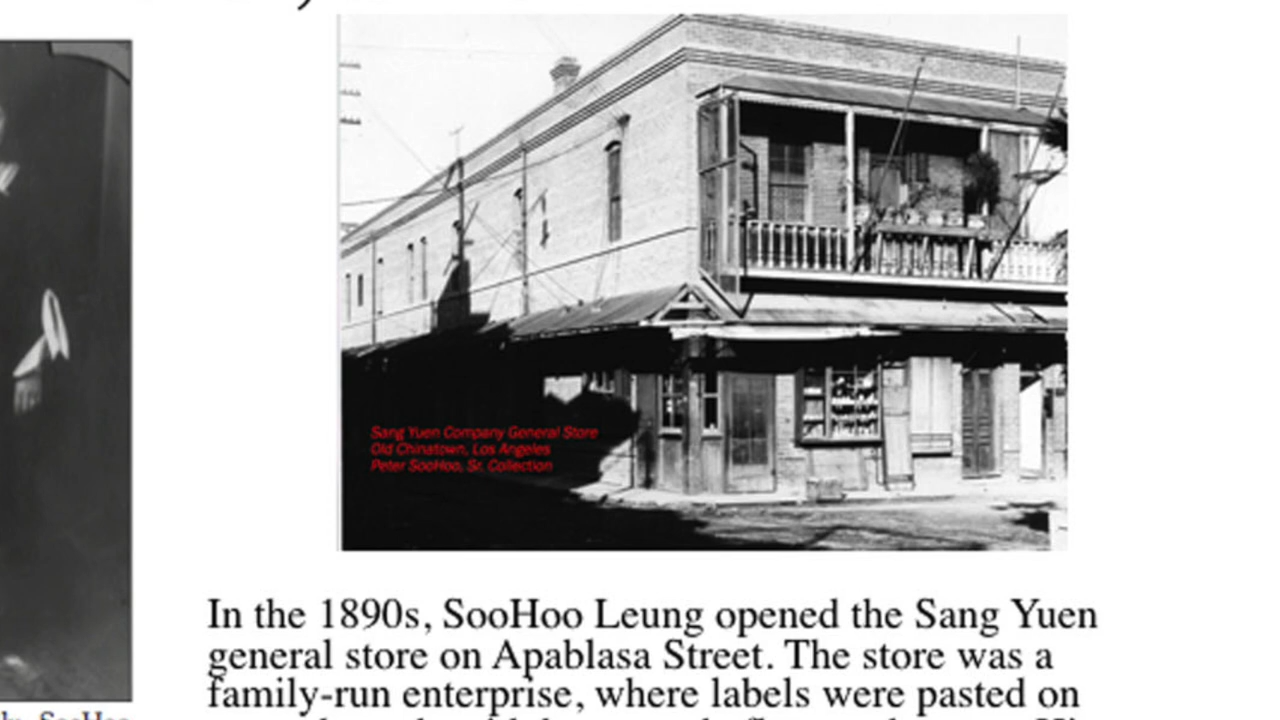 Sang Yuen Company General Store
Old Chinatown, Los Angeles
Peter SooHoo, Sr. Collection
In the 1890s, SooHoo Leung opened the Sang Yuen
general store on Apablasa Street. The store was a
family-run enterprise, where labels were pasted on
SooHoo